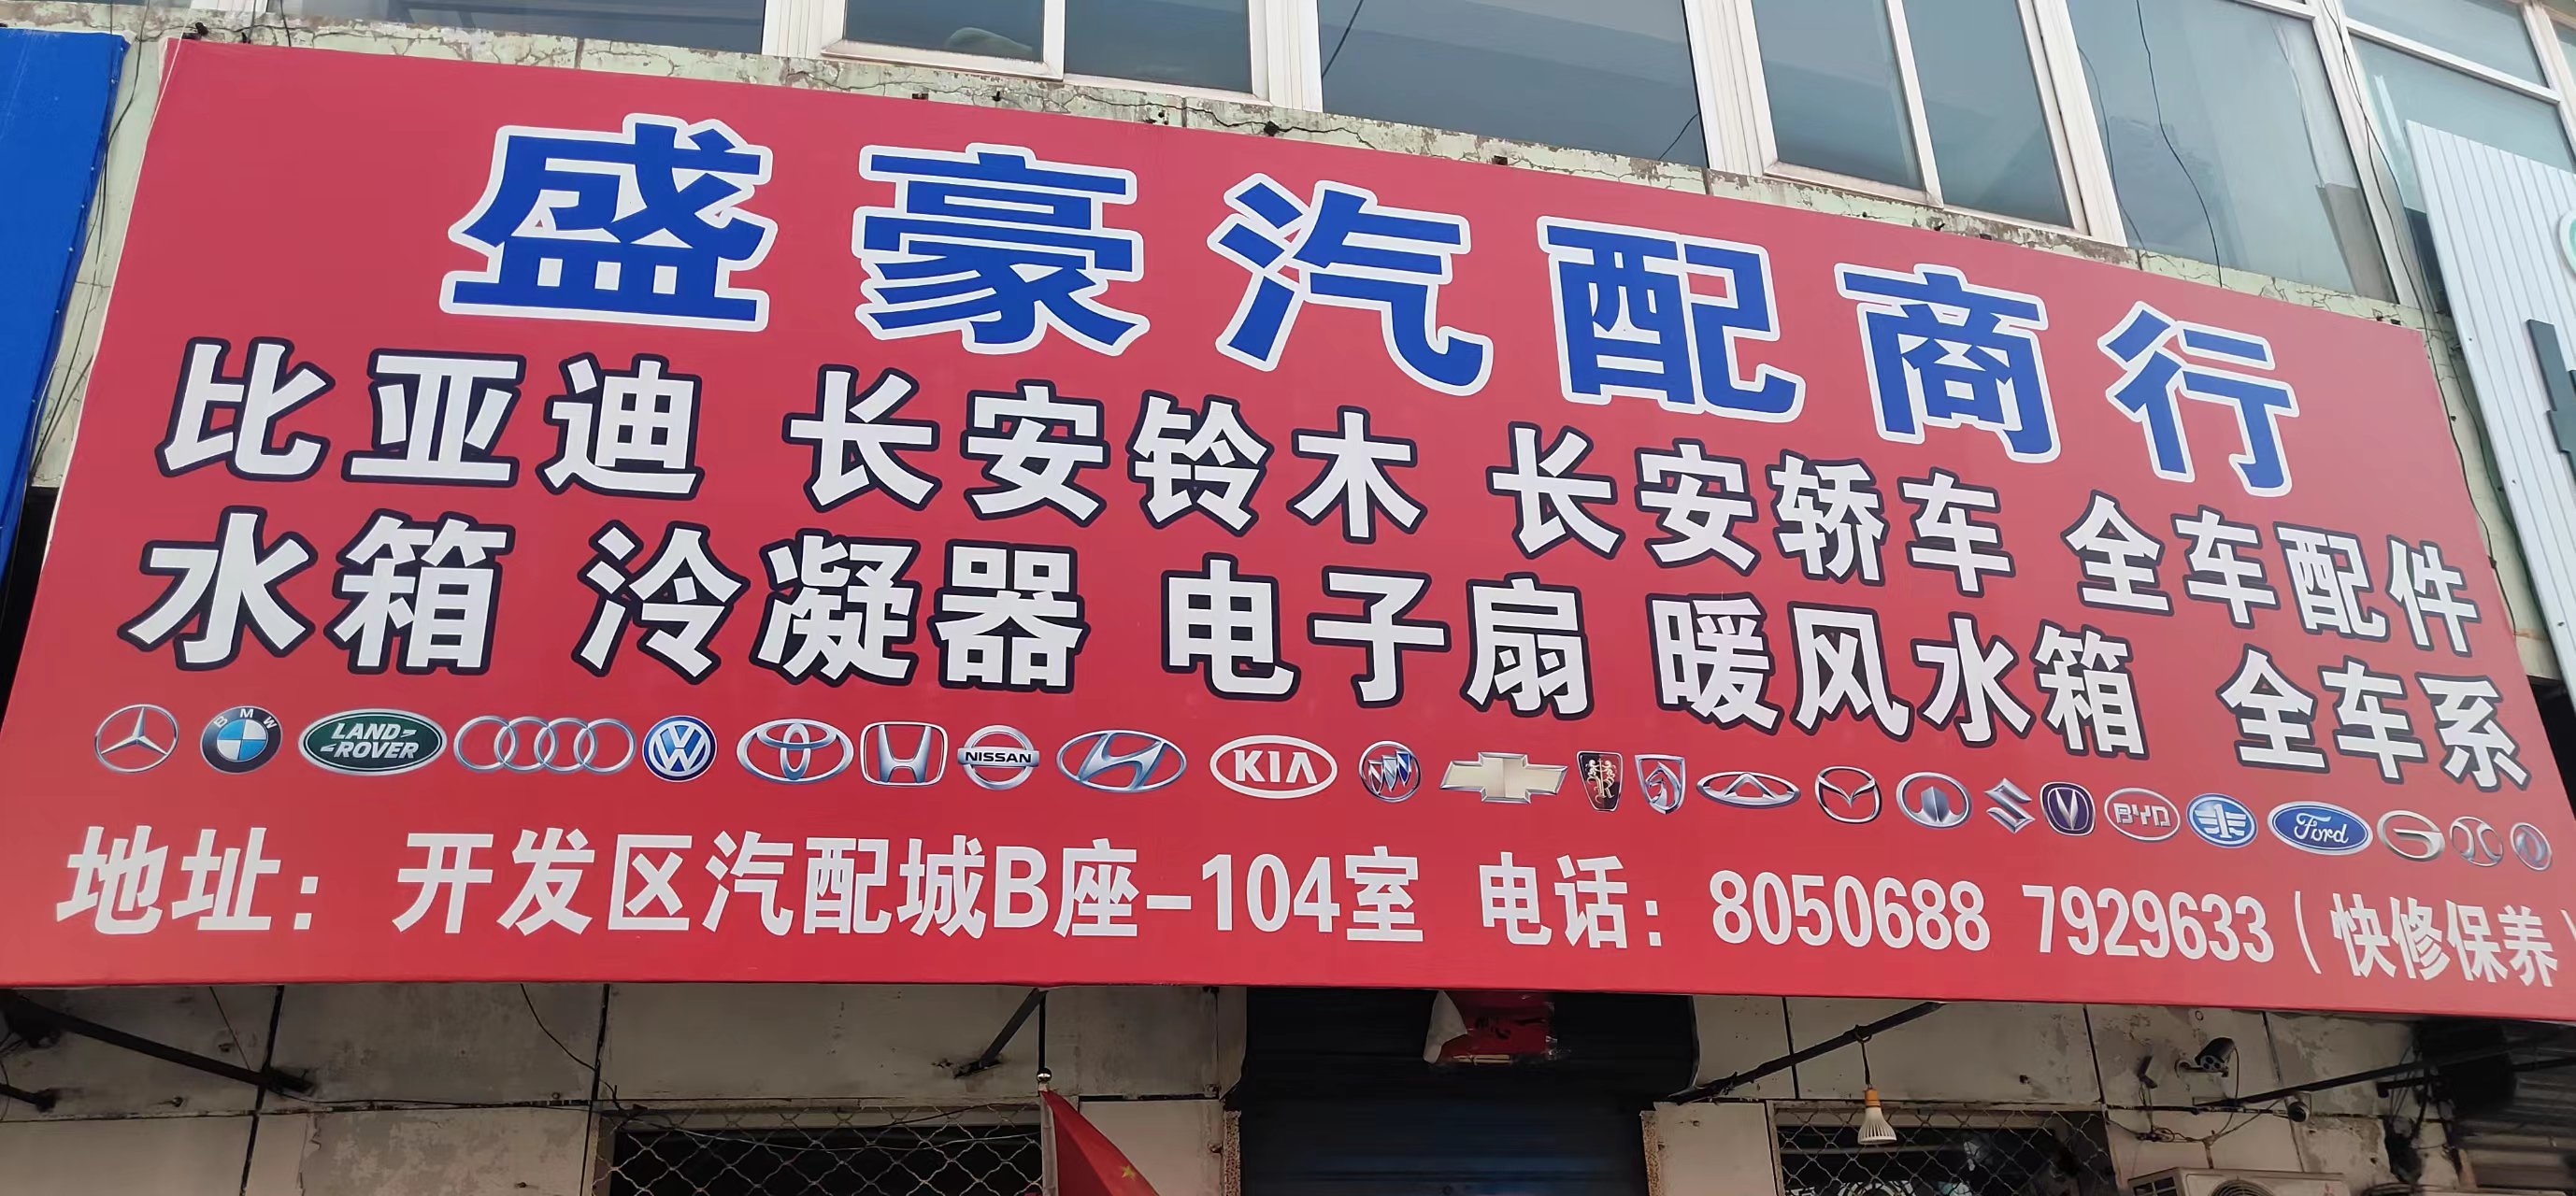 盛豪汽配商行
比亚迪 长安铃木 长安轿车 全车配件
水箱 冷凝器 电子扇 暖风水箱 全车系
BMW LAND ROVER NISSAN KIA BYD Ford
地址：开发区汽配城B座-104室 电话：8050688 7929633（快修保养）